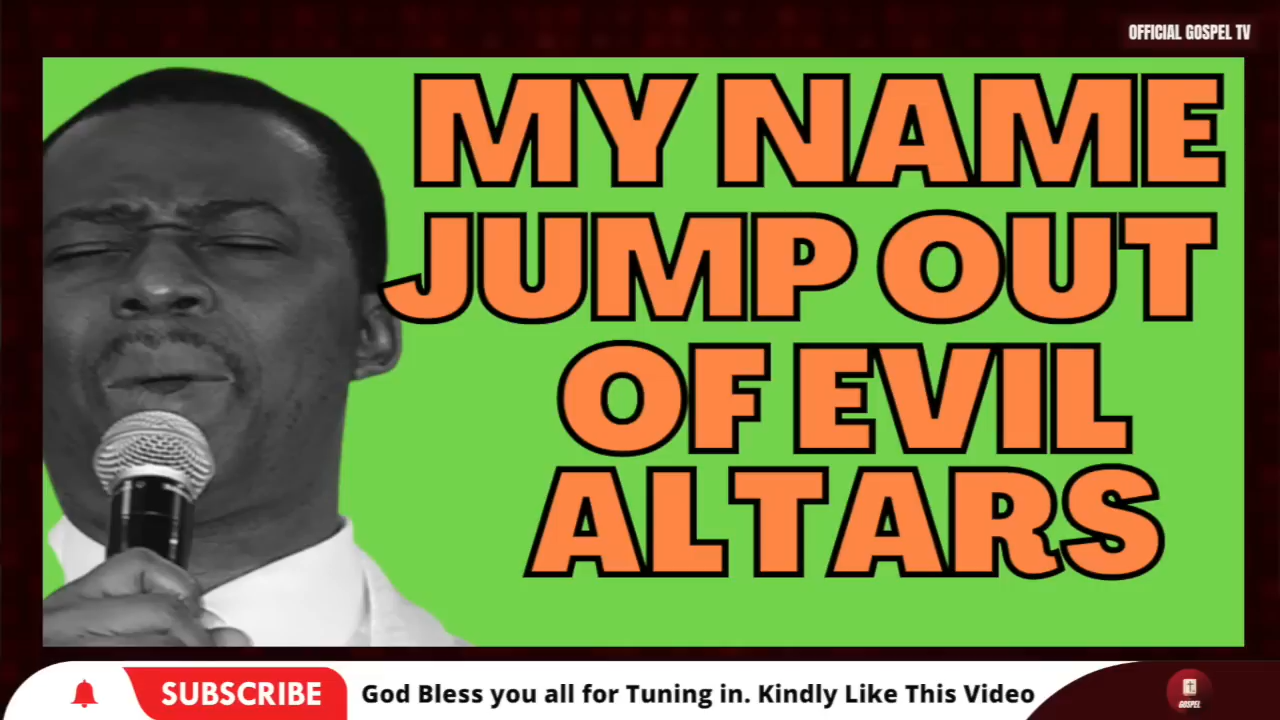 OFFICIAL GOSPEL TV
MY NAME
JUMP OUT
OF EVIL
ALTARS
SUBSCRIBE
God Bless you all for Tuning in. Kindly Like This Video
GOSPEL